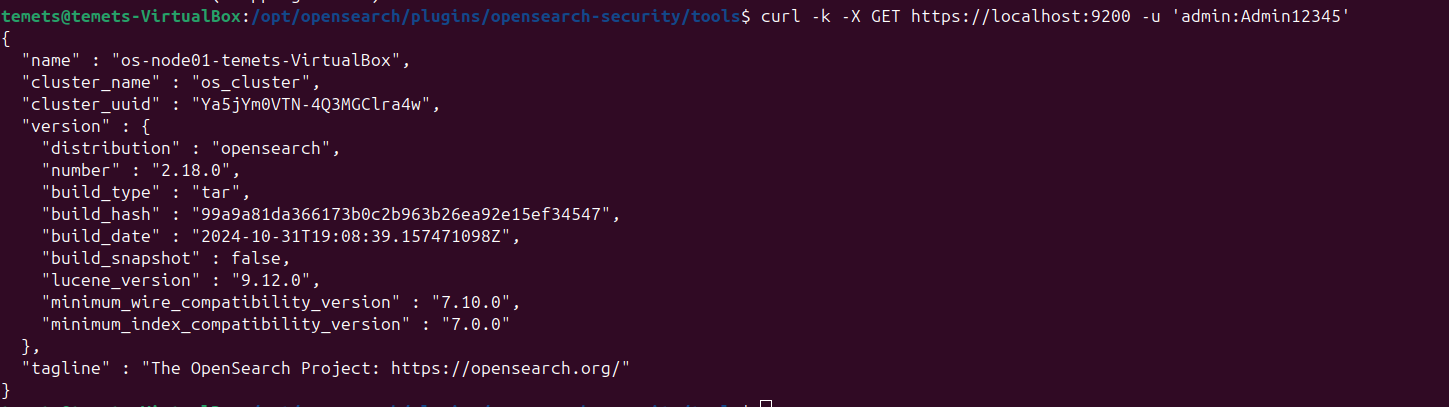 temets@temets-VirtualBox:/opt/opensearch/plugins/opensearch-security/tools$ curl -k -X GET https://localhost:9200 -u 'admin:Admin12345'
{
  "name" : "os-node01-temets-VirtualBox",
  "cluster_name" : "os_cluster",
  "cluster_uuid" : "Ya5jYm0VTN-4Q3MGClra4w",
  "version" : {
    "distribution" : "opensearch",
    "number" : "2.18.0",
    "build_type" : "tar",
    "build_hash" : "99a9a81da366173b0c2b963b26ea92e15ef34547",
    "build_date" : "2024-10-31T19:08:39.157471098Z",
    "build_snapshot" : false,
    "lucene_version" : "9.12.0",
    "minimum_wire_compatibility_version" : "7.10.0",
    "minimum_index_compatibility_version" : "7.0.0"
  },
  "tagline" : "The OpenSearch Project: https://opensearch.org/"
}